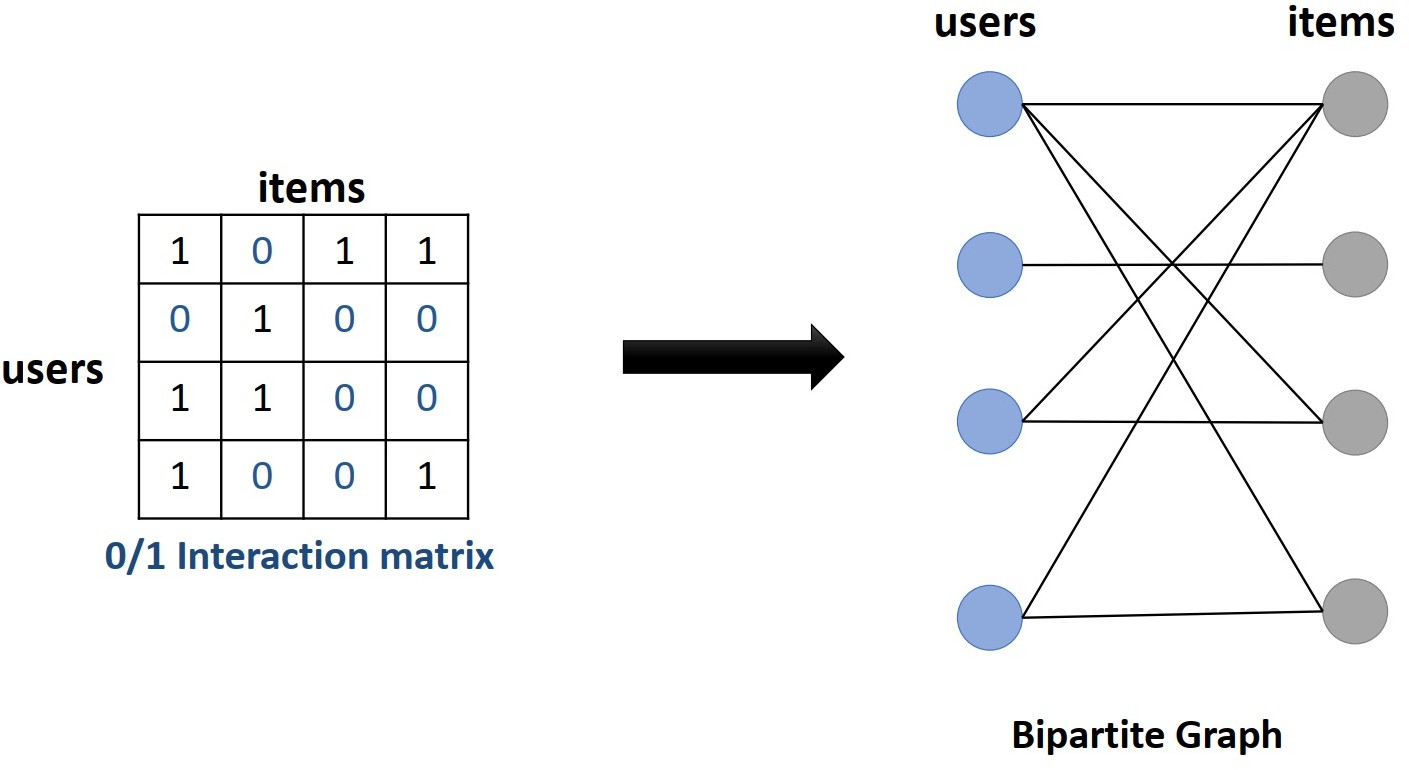 items
1 0 1 1
0 1 0 0
users
1 1 0 0
1 0 0 1
0/1 Interaction matrix
users items
Bipartite Graph